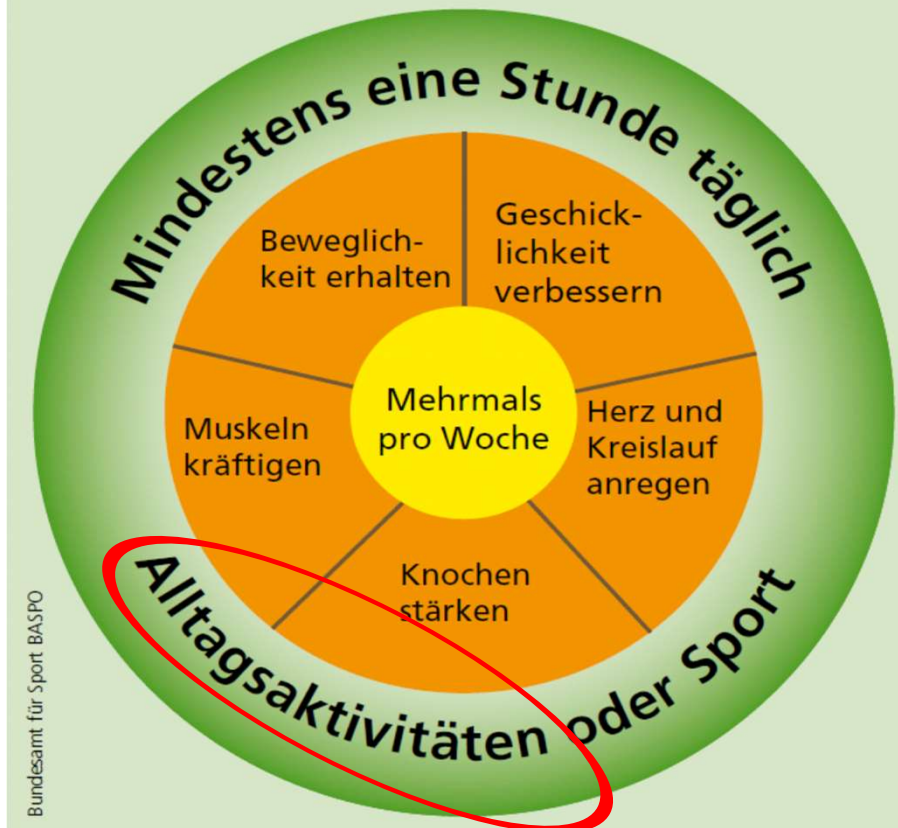 Mindestens eine Stunde täglich
Beweglich-
keit erhalten
Geschick-
lichkeit
verbessern
Muskeln
kräftigen
Mehrmals
pro Woche
Herz und
Kreislauf
anregen
Knochen
stärken
Alltagsaktivitäten oder Sport
Bundesamt für Sport BASPO